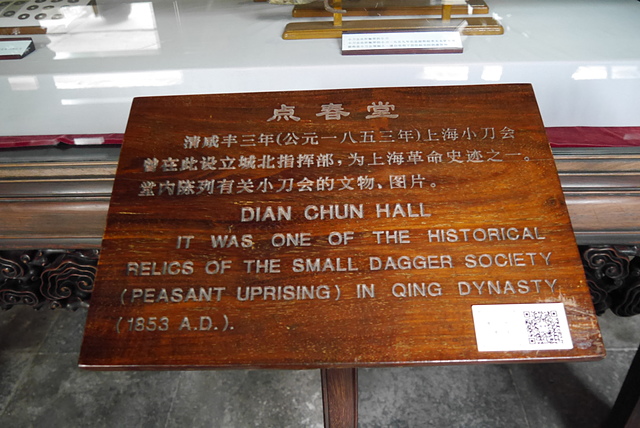 点春堂
清咸丰三年(公元一八五三年)上海小刀会
曾在此设立城北指挥部，为上海革命史迹之一。
堂内陈列有关小刀会的文物、图片。
DIAN CHUN HALL
IT WAS ONE OF THE HISTORICAL
RELICS OF THE SMALL DAGGER SOCIETY
(PEASANT UPRISING) IN QING DYNASTY
(1853 A.D.).